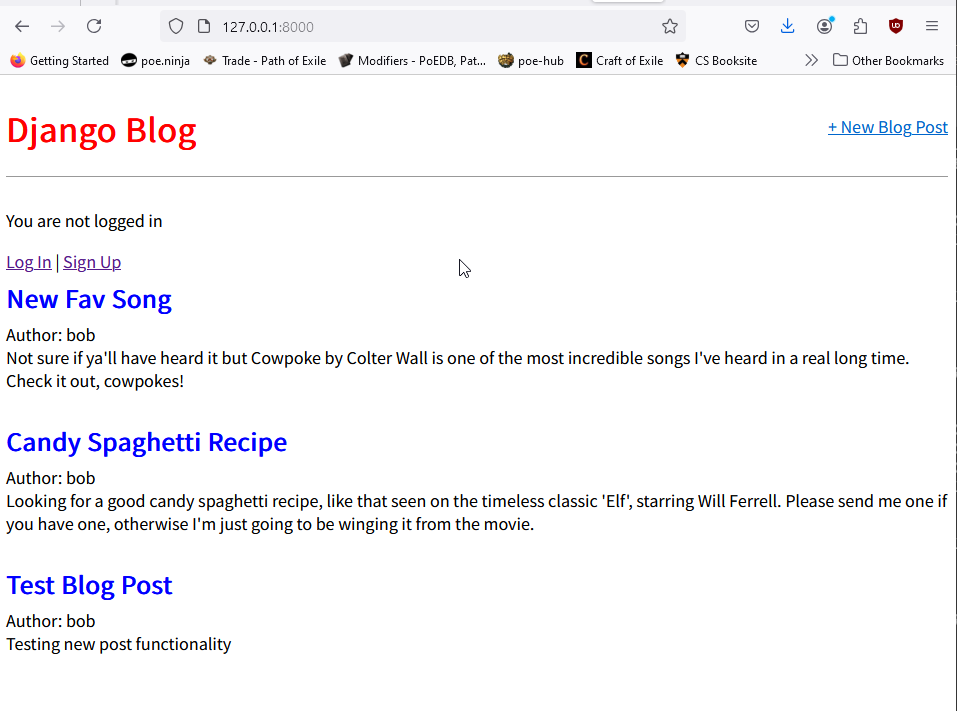 127.0.0.1:8000
Getting Started poe.ninja Trade - Path of Exile Modifiers - PoEDB, Pat... poe-hub C Craft of Exile CS Booksite Other Bookmarks
Django Blog + New Blog Post
You are not logged in
Log In | Sign Up
New Fav Song
Author: bob
Not sure if ya'll have heard it but Cowpoke by Colter Wall is one of the most incredible songs I've heard in a real long time.
Check it out, cowpokes!
Candy Spaghetti Recipe
Author: bob
Looking for a good candy spaghetti recipe, like that seen on the timeless classic 'Elf', starring Will Ferrell. Please send me one if
you have one, otherwise I'm just going to be winging it from the movie.
Test Blog Post
Author: bob
Testing new post functionality